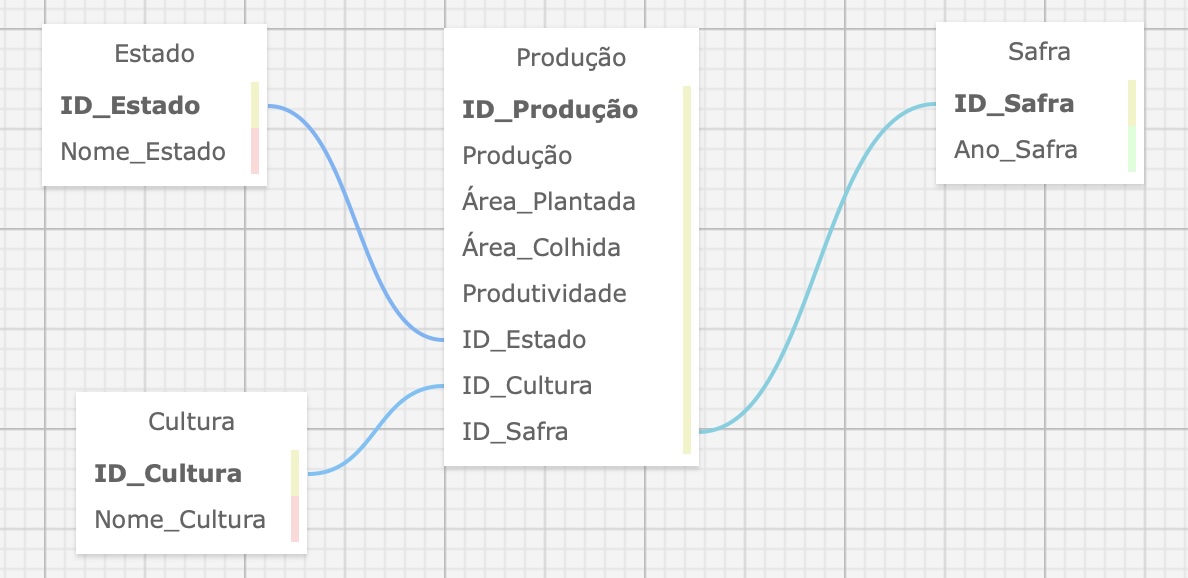 Estado
ID_Estado
Nome_Estado
Produção
ID_Produção
Produção
Área_Plantada
Área_Colhida
Produtividade
ID_Estado
ID_Cultura
ID_Safra
Safra
ID_Safra
Ano_Safra
Cultura
ID_Cultura
Nome_Cultura